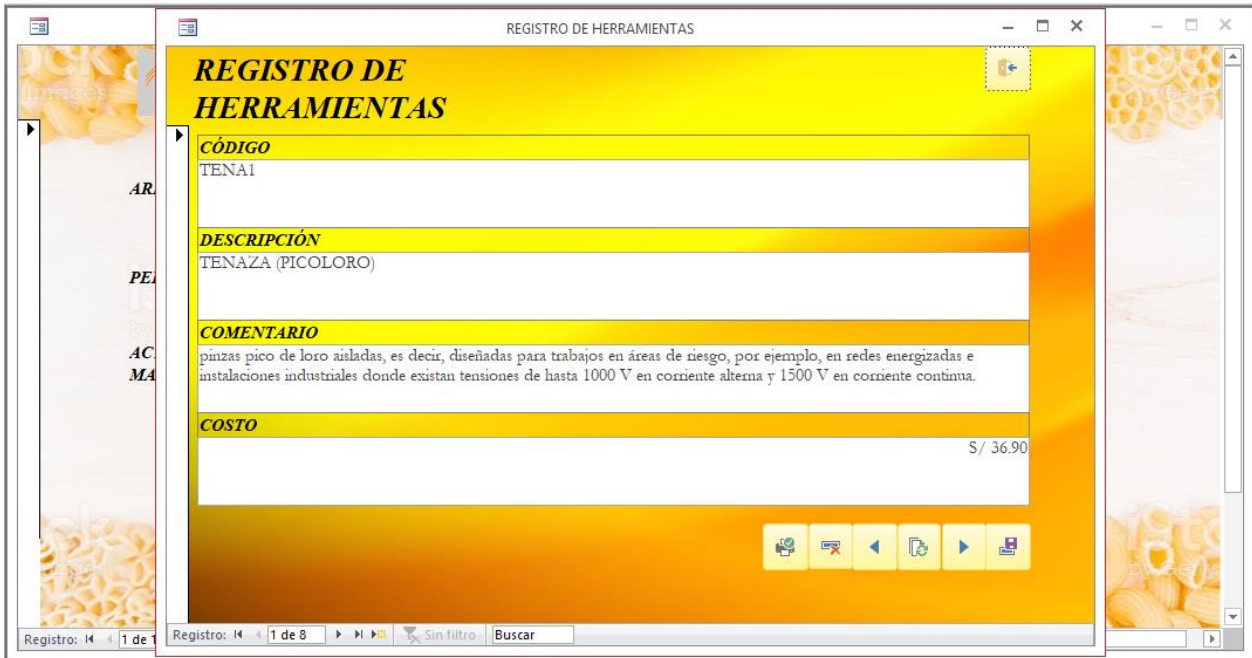 REGISTRO DE HERRAMIENTAS
REGISTRO DE
HERRAMIENTAS
CÓDIGO
TENA1
DESCRIPCIÓN
TENAZA (PICOLORO)
COMENTARIO
pinzas pico de loro aisladas, es decir, diseñadas para trabajos en áreas de riesgo, por ejemplo, en redes energizadas e
instalaciones industriales donde existan tensiones de hasta 1000 V en corriente alterna y 1500 V en corriente continua.
COSTO
S/ 36.90
Registro: 1 de 8 Sin filtro Buscar
Images
Registro: 1 de